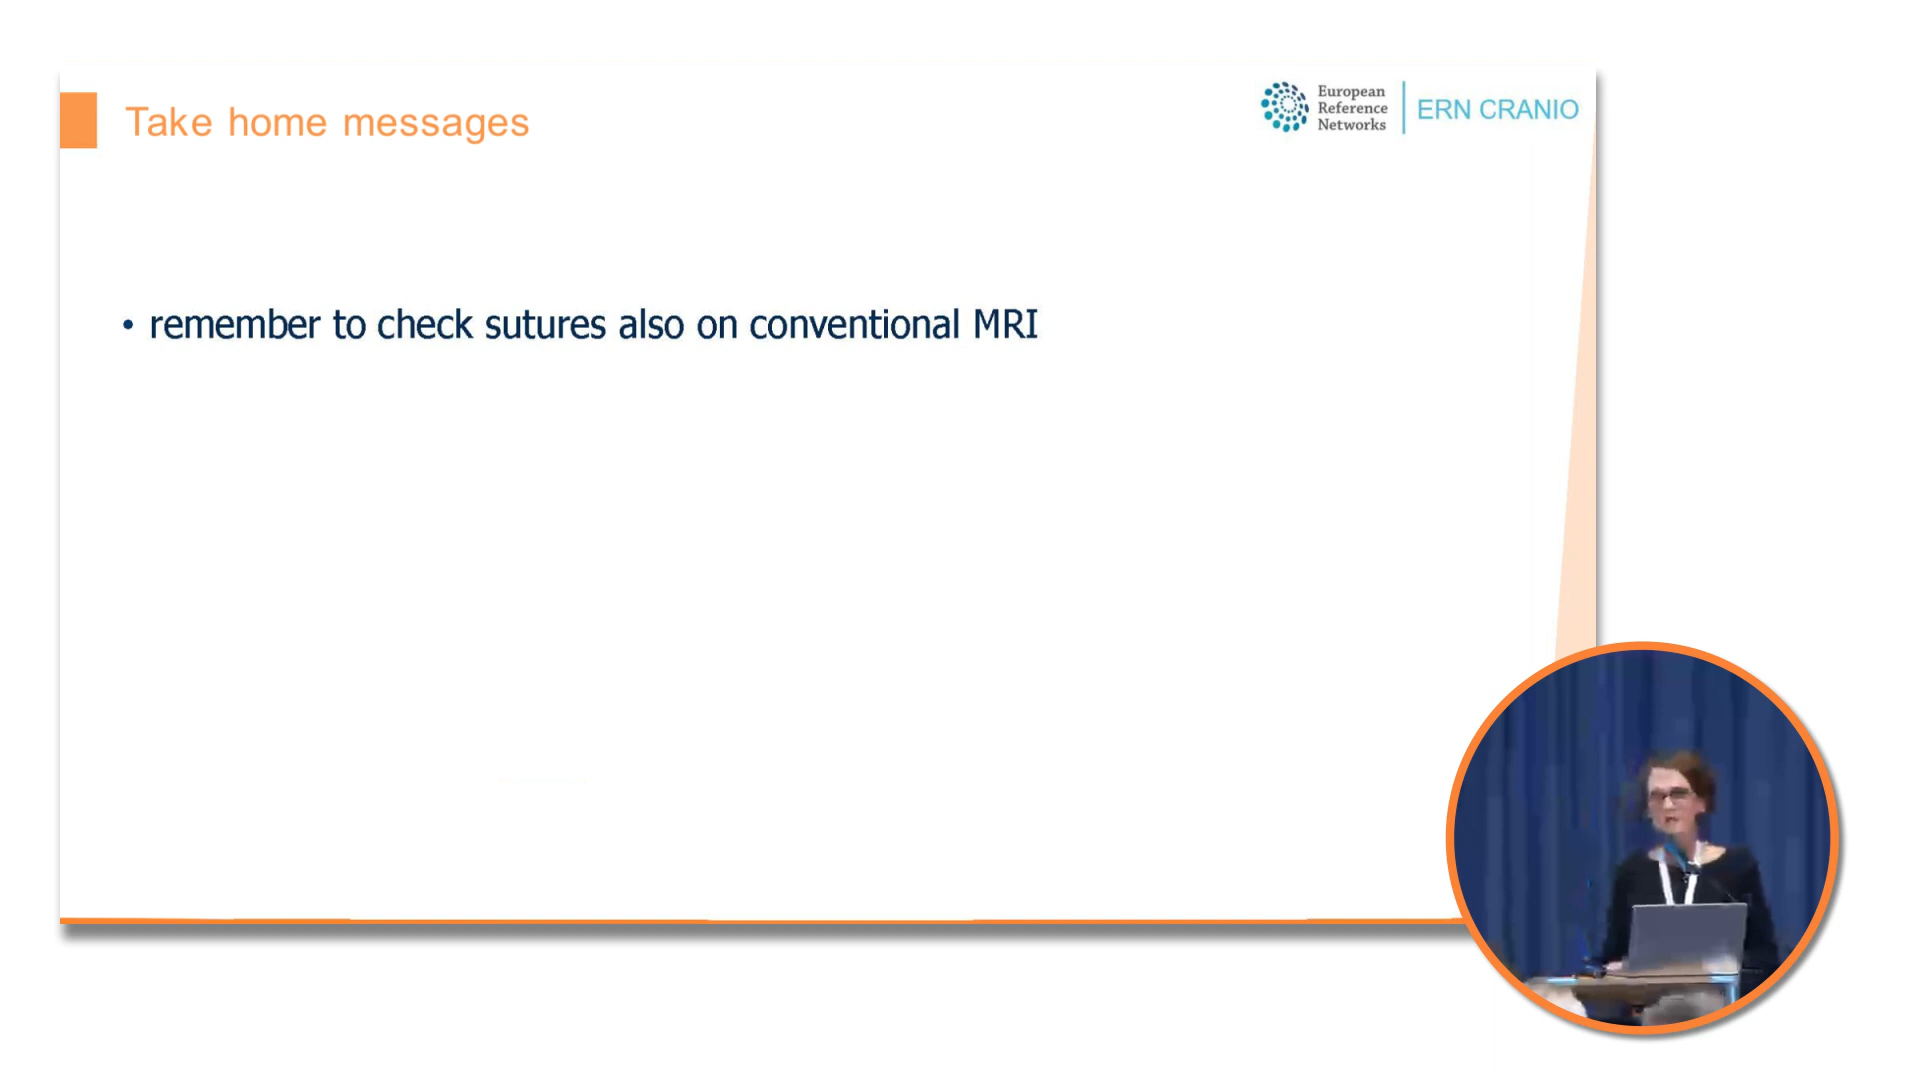 Take home messages
European
Reference
Networks
ERN CRANIO
• remember to check sutures also on conventional MRI